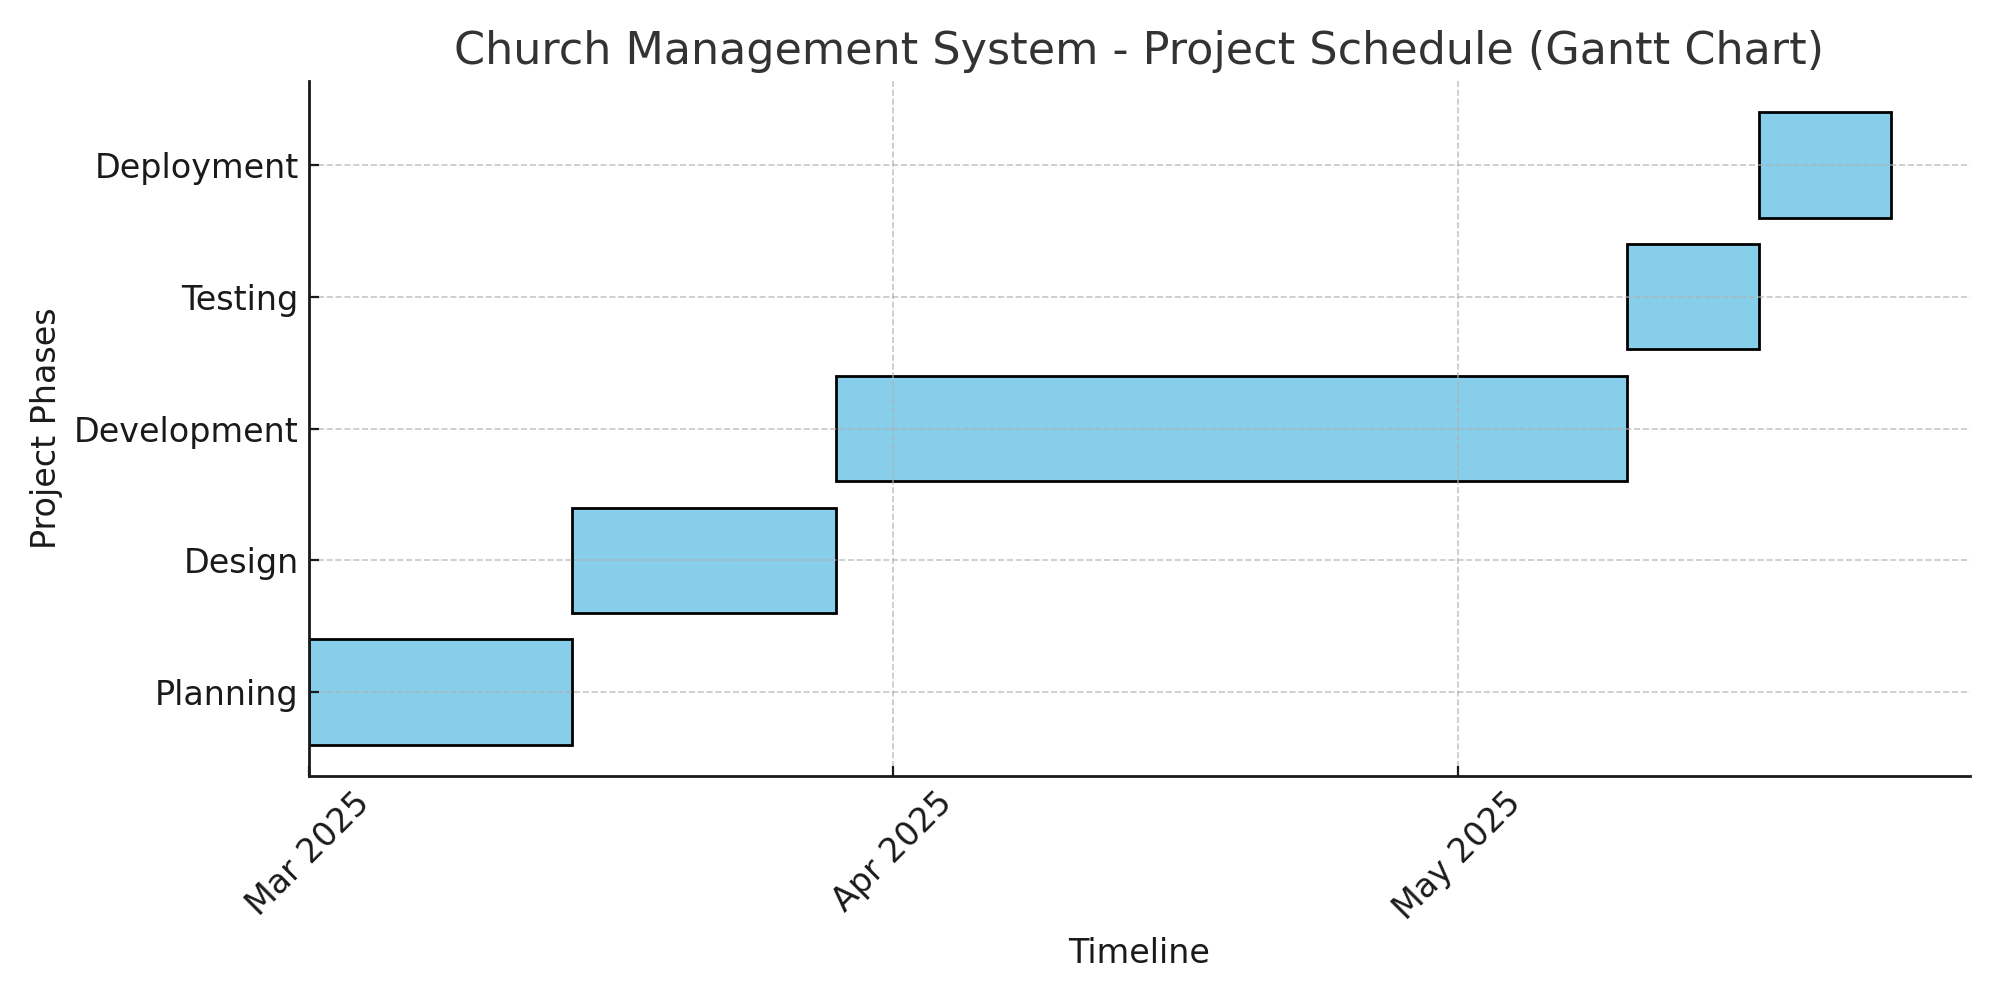 Church Management System - Project Schedule (Gantt Chart)
Project Phases
Deployment
Testing
Development
Design
Planning
Mar 2025
Apr 2025
May 2025
Timeline